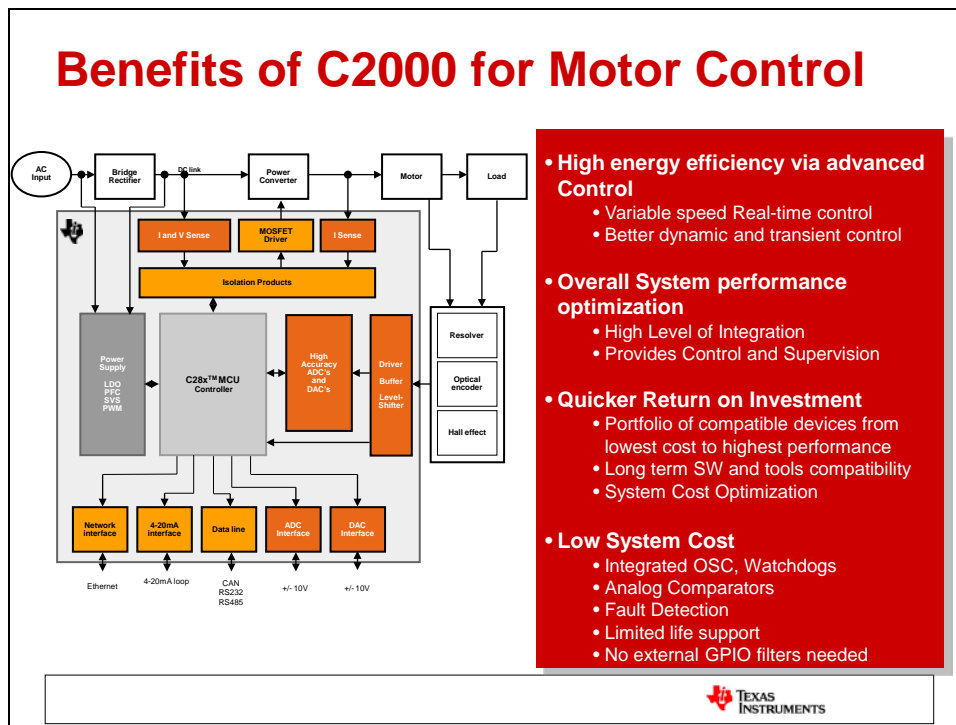 Benefits of C2000 for Motor Control
AC
Input
Bridge
Rectifier
DC link
Power
Converter
Motor
Load
I and V Sense
MOSFET
Driver
I Sense
Isolation Products
Power
Supply
LDO
PFC
SVS
PWM
C28x™ MCU
Controller
High
Accuracy
ADC's
and
DAC's
Driver
Buffer
Level-
Shifter
Resolver
Optical
encoder
Hall effect
Network
interface
4-20mA
interface
Data line
ADC
Interface
DAC
Interface
Ethernet
4-20mA loop
CAN
RS232
RS485
+/- 10V
+/- 10V
• High energy efficiency via advanced
Control
• Variable speed Real-time control
• Better dynamic and transient control
• Overall System performance
optimization
• High Level of Integration
• Provides Control and Supervision
• Quicker Return on Investment
• Portfolio of compatible devices from
lowest cost to highest performance
• Long term SW and tools compatibility
• System Cost Optimization
• Low System Cost
• Integrated OSC, Watchdogs
• Analog Comparators
• Fault Detection
• Limited life support
• No external GPIO filters needed
TEXAS
INSTRUMENTS